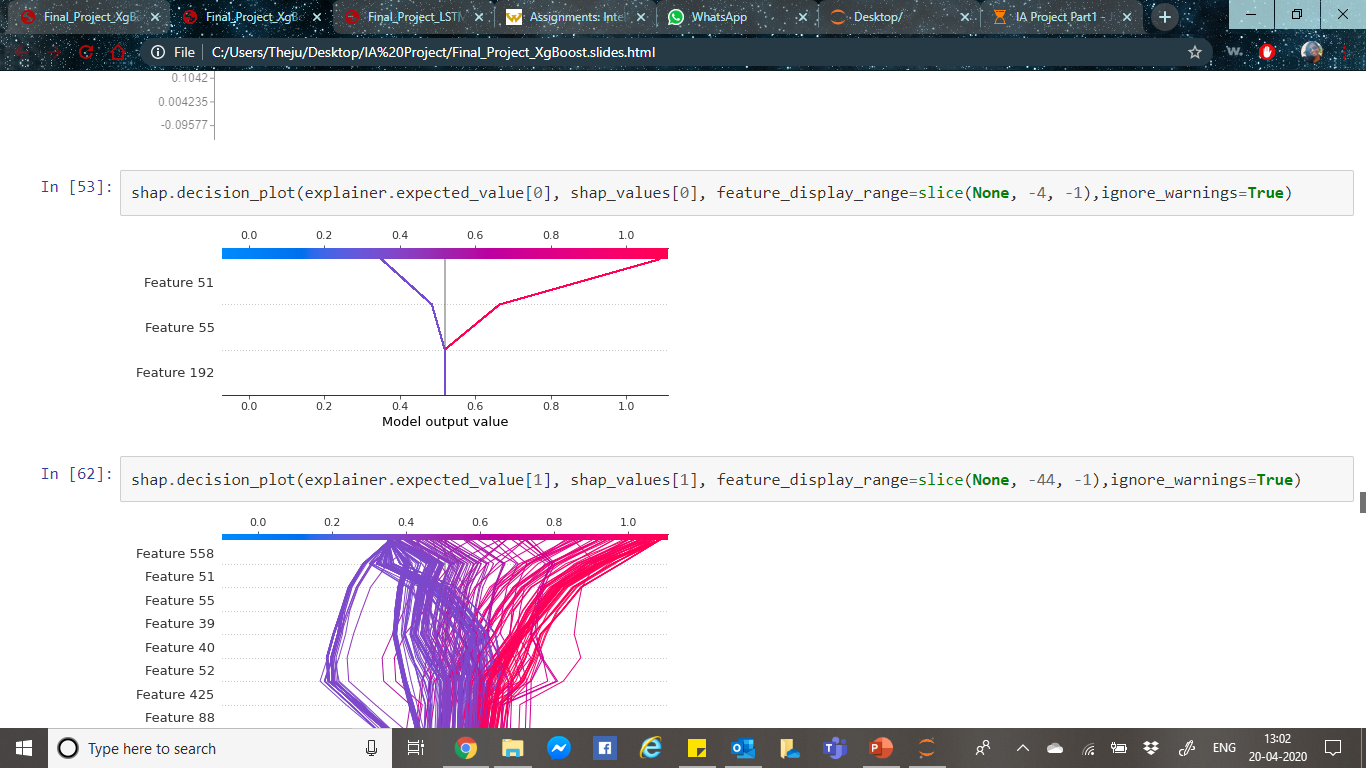 Final_Project_XgBo
Final_Project_XgBo
Final_Project_LSTM
Assignments: Inte
WhatsApp
Desktop/
IA Project Part1 -
File
C:/Users/Theju/Desktop/IA%20Project/Final_Project_XgBoost.slides.html
w.
0.1042
0.004235
-0.09577
In [53]:
shap.decision_plot(explainer.expected_value[0], shap_values[0], feature_display_range=slice(None, -4, -1),ignore_warnings=True)
0.0 0.2 0.4 0.6 0.8 1.0
Feature 51
Feature 55
Feature 192
0.0 0.2 0.4 0.6 0.8 1.0
Model output value
In [62]:
shap.decision_plot(explainer.expected_value[1], shap_values[1], feature_display_range=slice(None, -44, -1),ignore_warnings=True)
0.0 0.2 0.4 0.6 0.8 1.0
Feature 558
Feature 51
Feature 55
Feature 39
Feature 40
Feature 52
Feature 425
Feature 88
Type here to search
ENG
13:02
20-04-2020